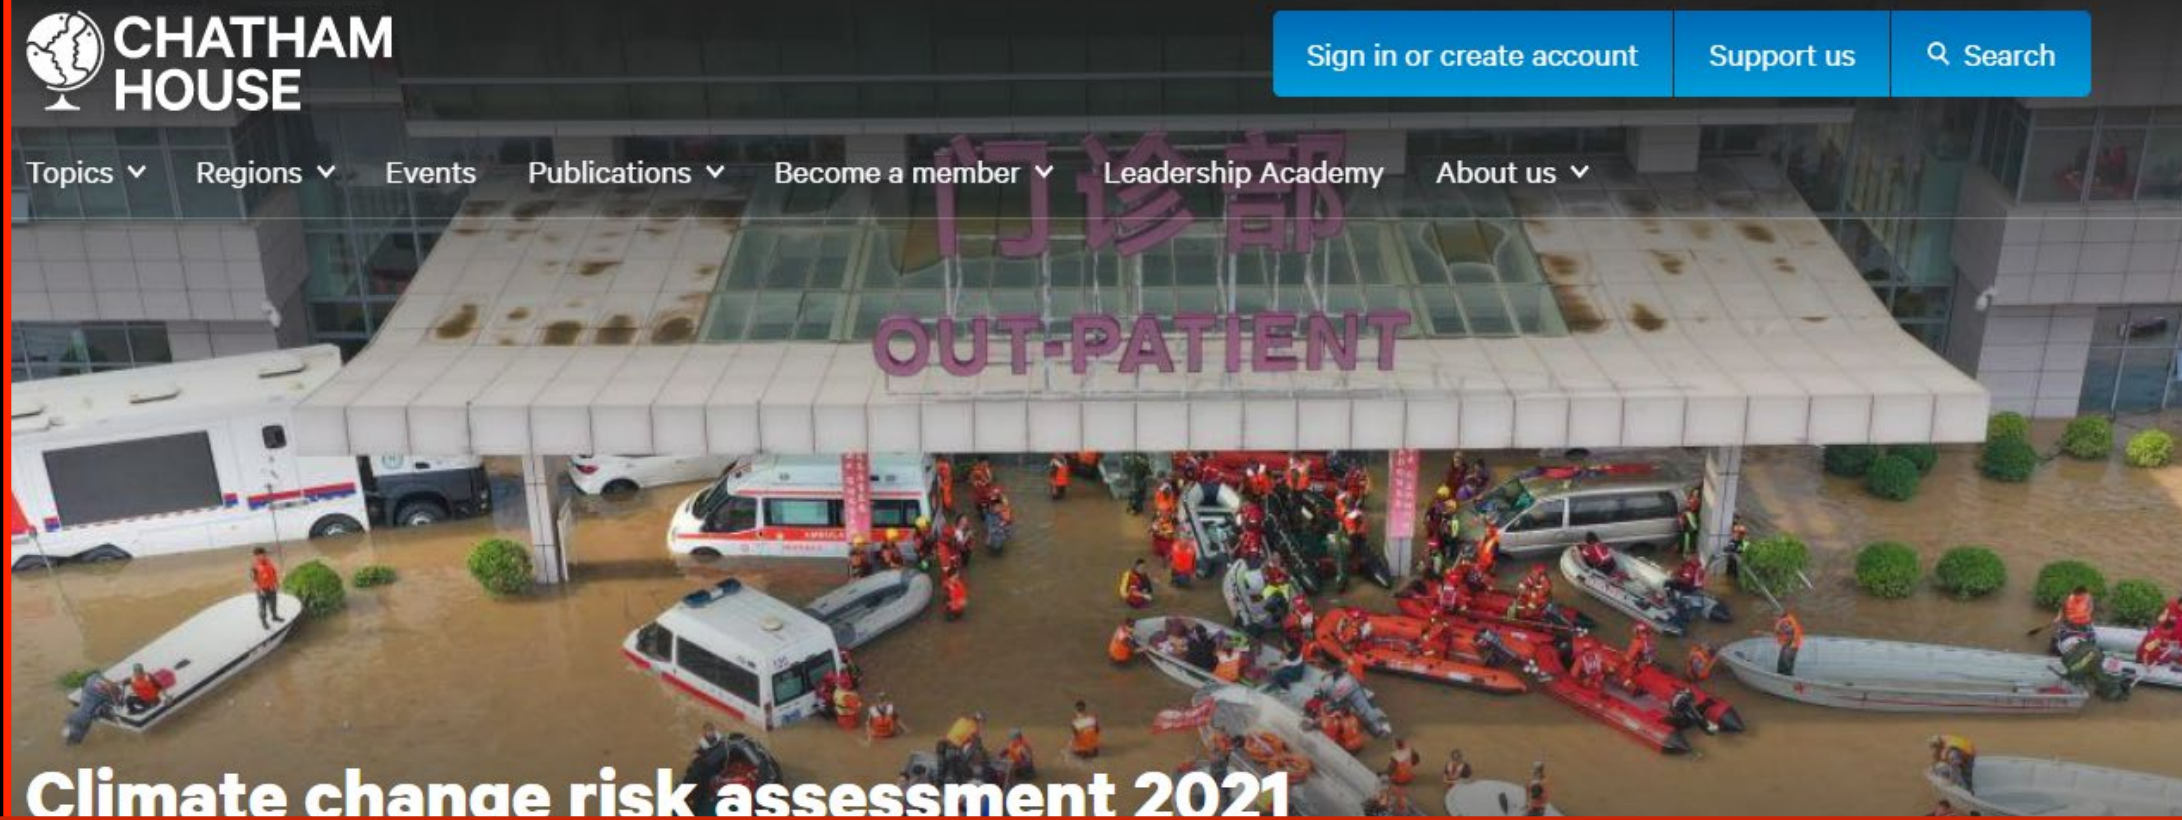 CHATHAM
HOUSE
Sign in or create account
Support us
Search
Topics
Regions
Events
Publications
Become a member
Leadership Academy
About us
门诊部
OUT-PATIENT
Climate change risk assessment 2021